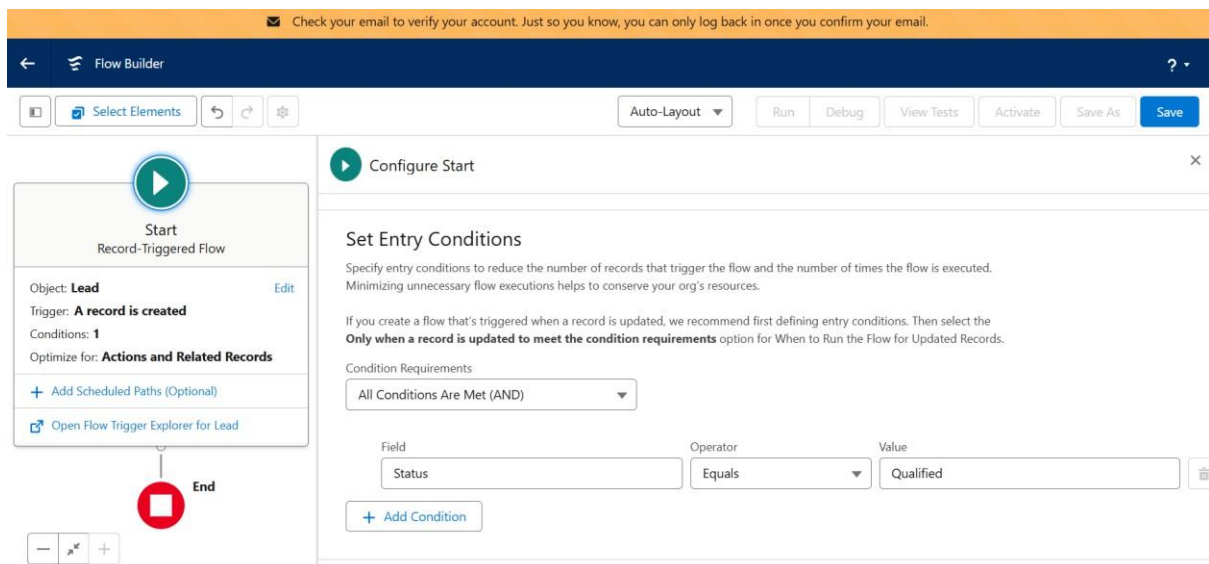 Check your email to verify your account. Just so you know, you can only log back in once you confirm your email.
Flow Builder
?
Select Elements
Auto-Layout
Run
Debug
View Tests
Activate
Save As
Save
Start
Record-Triggered Flow
Object: Lead
Edit
Trigger: A record is created
Conditions: 1
Optimize for: Actions and Related Records
+ Add Scheduled Paths (Optional)
Open Flow Trigger Explorer for Lead
End
Configure Start
Set Entry Conditions
Specify entry conditions to reduce the number of records that trigger the flow and the number of times the flow is executed.
Minimizing unnecessary flow executions helps to conserve your org's resources.
If you create a flow that's triggered when a record is updated, we recommend first defining entry conditions. Then select the
Only when a record is updated to meet the condition requirements option for When to Run the Flow for Updated Records.
Condition Requirements
All Conditions Are Met (AND)
Field
Operator
Value
Status
Equals
Qualified
+ Add Condition